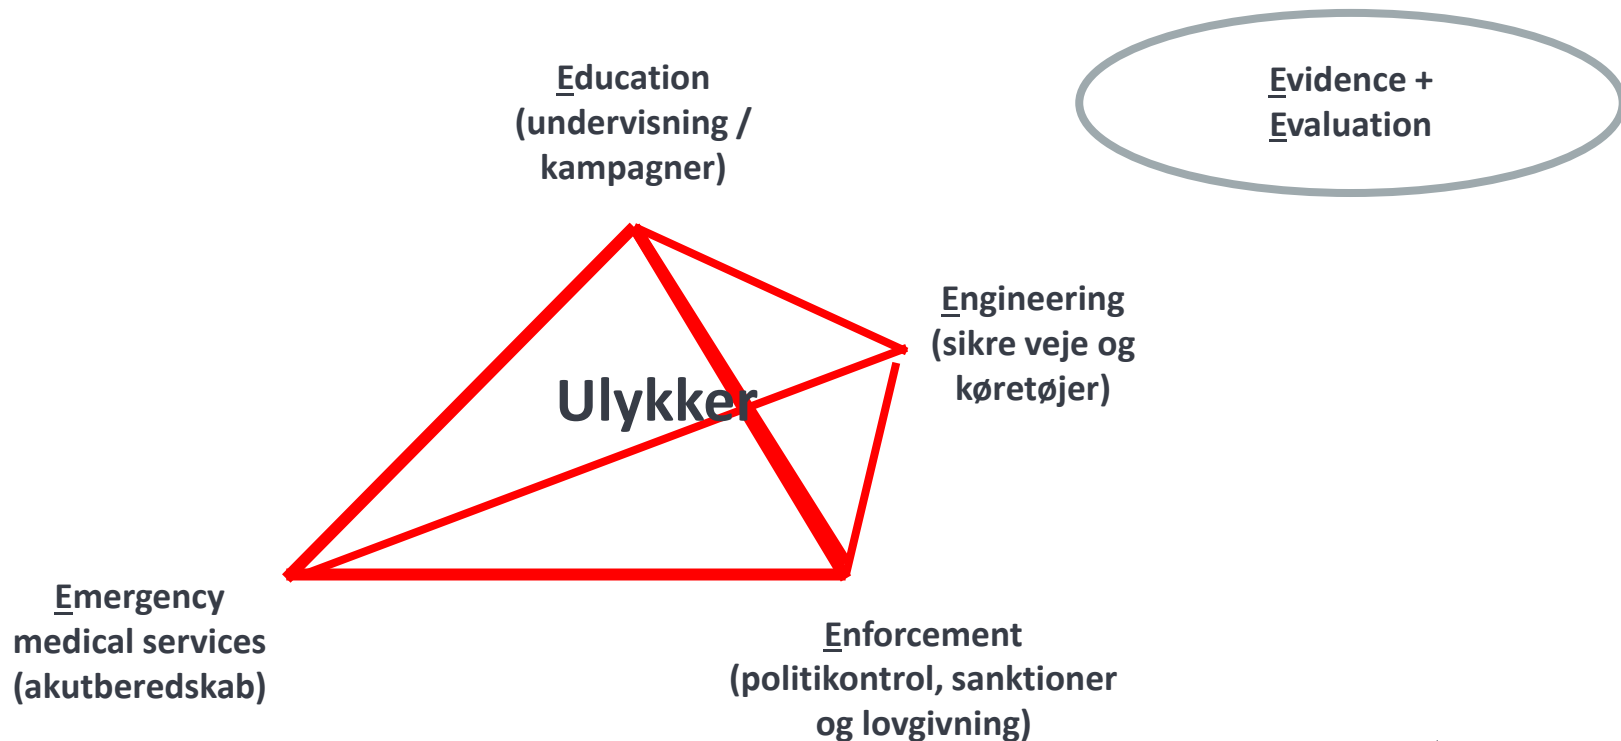 Education
(undervisning /
kampagner)
Evidence +
Evaluation
Engineering
(sikre veje og
køretøjer)
Ulykker
Emergency
medical services
(akutberedskab)
Enforcement
(politikontrol, sanktioner
og lovgivning)